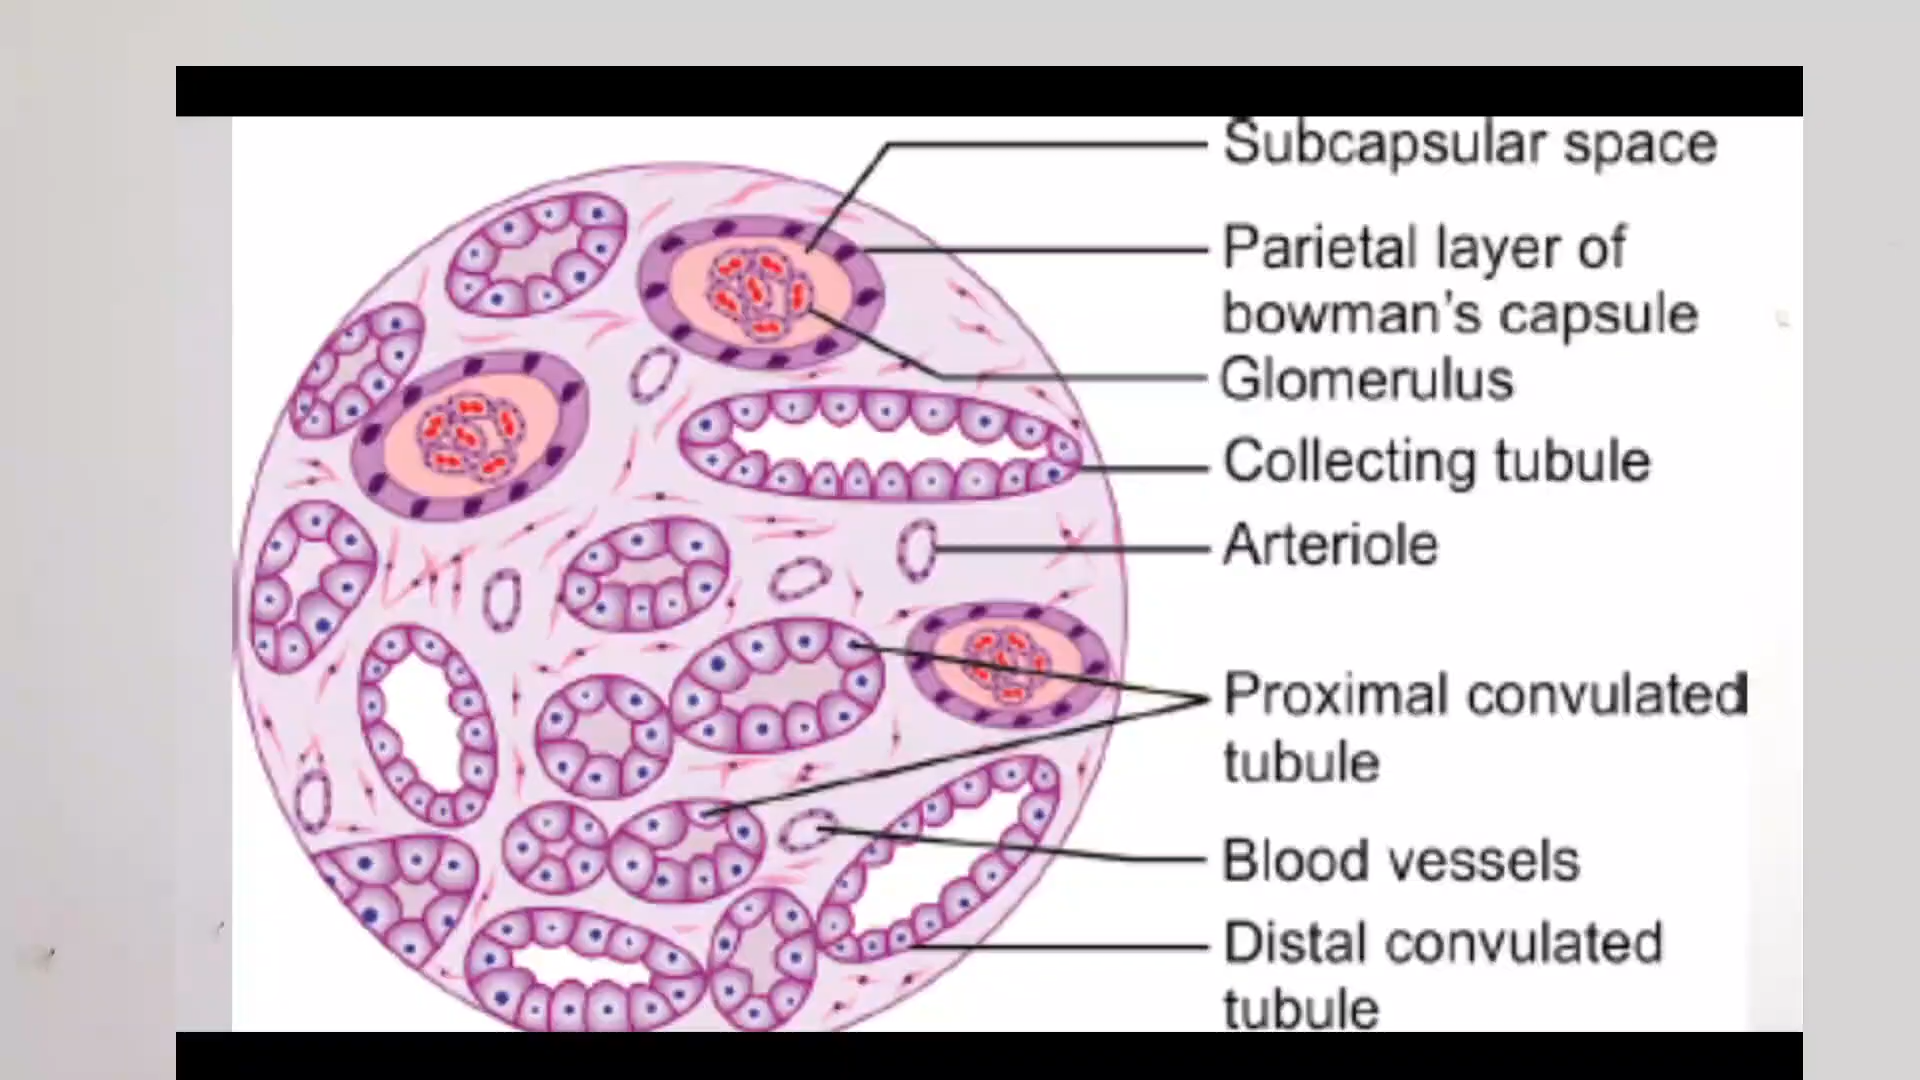 Subcapsular space
Parietal layer of
bowman's capsule
Glomerulus
Collecting tubule
Arteriole
Proximal convulated
tubule
Blood vessels
Distal convulated
tubule